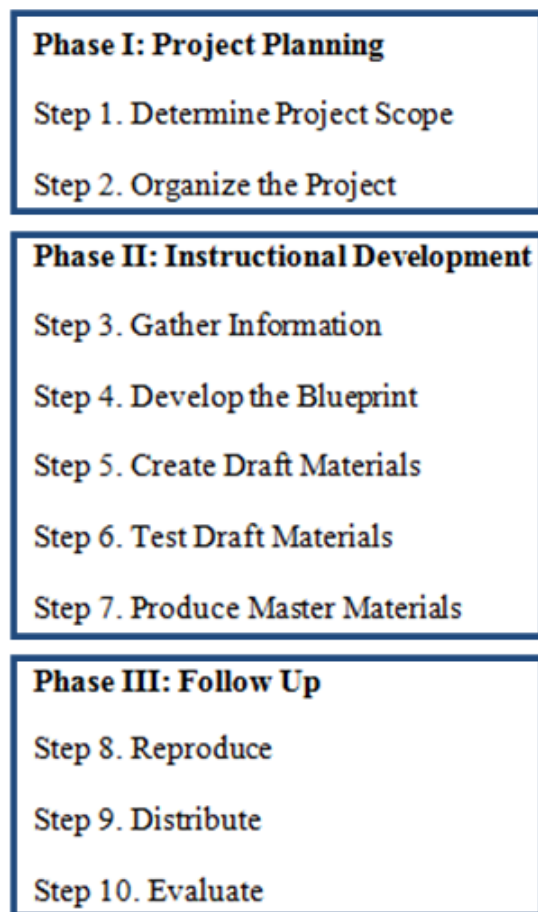 Phase I: Project Planning
Step 1. Determine Project Scope
Step 2. Organize the Project
Phase II: Instructional Development
Step 3. Gather Information
Step 4. Develop the Blueprint
Step 5. Create Draft Materials
Step 6. Test Draft Materials
Step 7. Produce Master Materials
Phase III: Follow Up
Step 8. Reproduce
Step 9. Distribute
Step 10. Evaluate